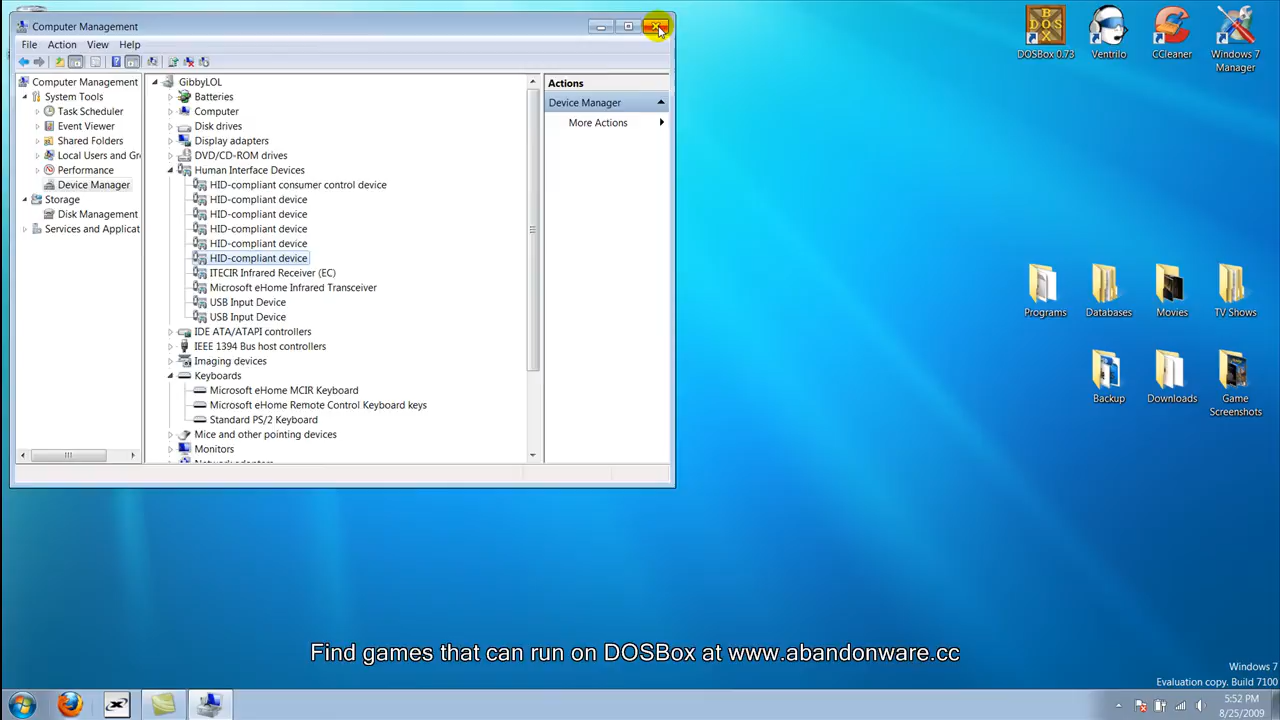 Computer Management
File Action View Help
Computer Management
System Tools
Task Scheduler
Event Viewer
Shared Folders
Local Users and Gr
Performance
Device Manager
Storage
Disk Management
Services and Applicat
GibbyLOL
Batteries
Computer
Disk drives
Display adapters
DVD/CD-ROM drives
Human Interface Devices
HID-compliant consumer control device
HID-compliant device
HID-compliant device
HID-compliant device
HID-compliant device
HID-compliant device
ITECIR Infrared Receiver (EC)
Microsoft eHome Infrared Transceiver
USB Input Device
USB Input Device
IDE ATA/ATAPI controllers
IEEE 1394 Bus host controllers
Imaging devices
Keyboards
Microsoft eHome MCIR Keyboard
Microsoft eHome Remote Control Keyboard keys
Standard PS/2 Keyboard
Mice and other pointing devices
Monitors
Network adapters
Actions
Device Manager
More Actions
DOSBox 0.73
Ventrilo
CCleaner
Windows 7
Manager
Programs
Databases
Movies
TV Shows
Backup
Downloads
Game
Screenshots
Find games that can run on DOSBox at www.abandonware.cc
Windows 7
Evaluation copy. Build 7100
5:52 PM
8/25/2009